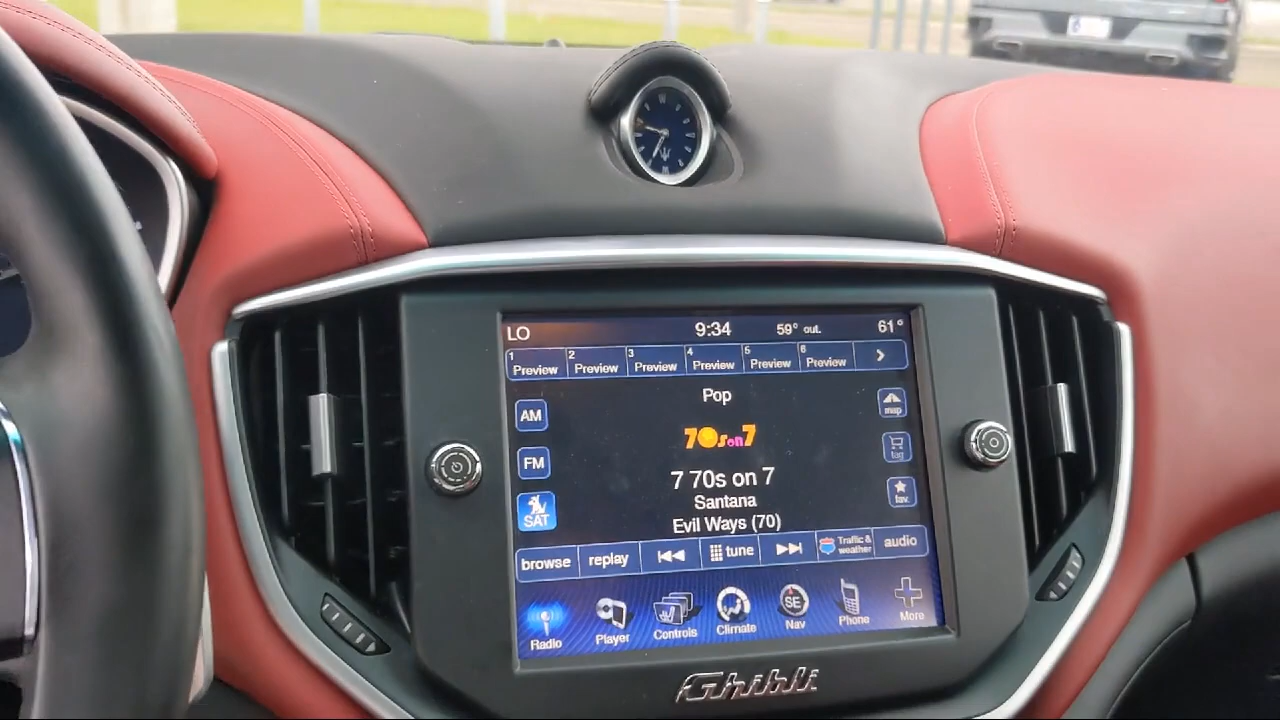 LO 9:34 59° out. 61°
1 Preview 2 Preview 3 Preview 4 Preview 5 Preview 6 Preview >
Pop
AM
map
70s on 7
FM
tag
7 70s on 7
Santana
fav.
SAT
Evil Ways (70)
browse replay tune Traffic & weather audio
SE
Radio Player Controls Climate Nav Phone More
Ghibli